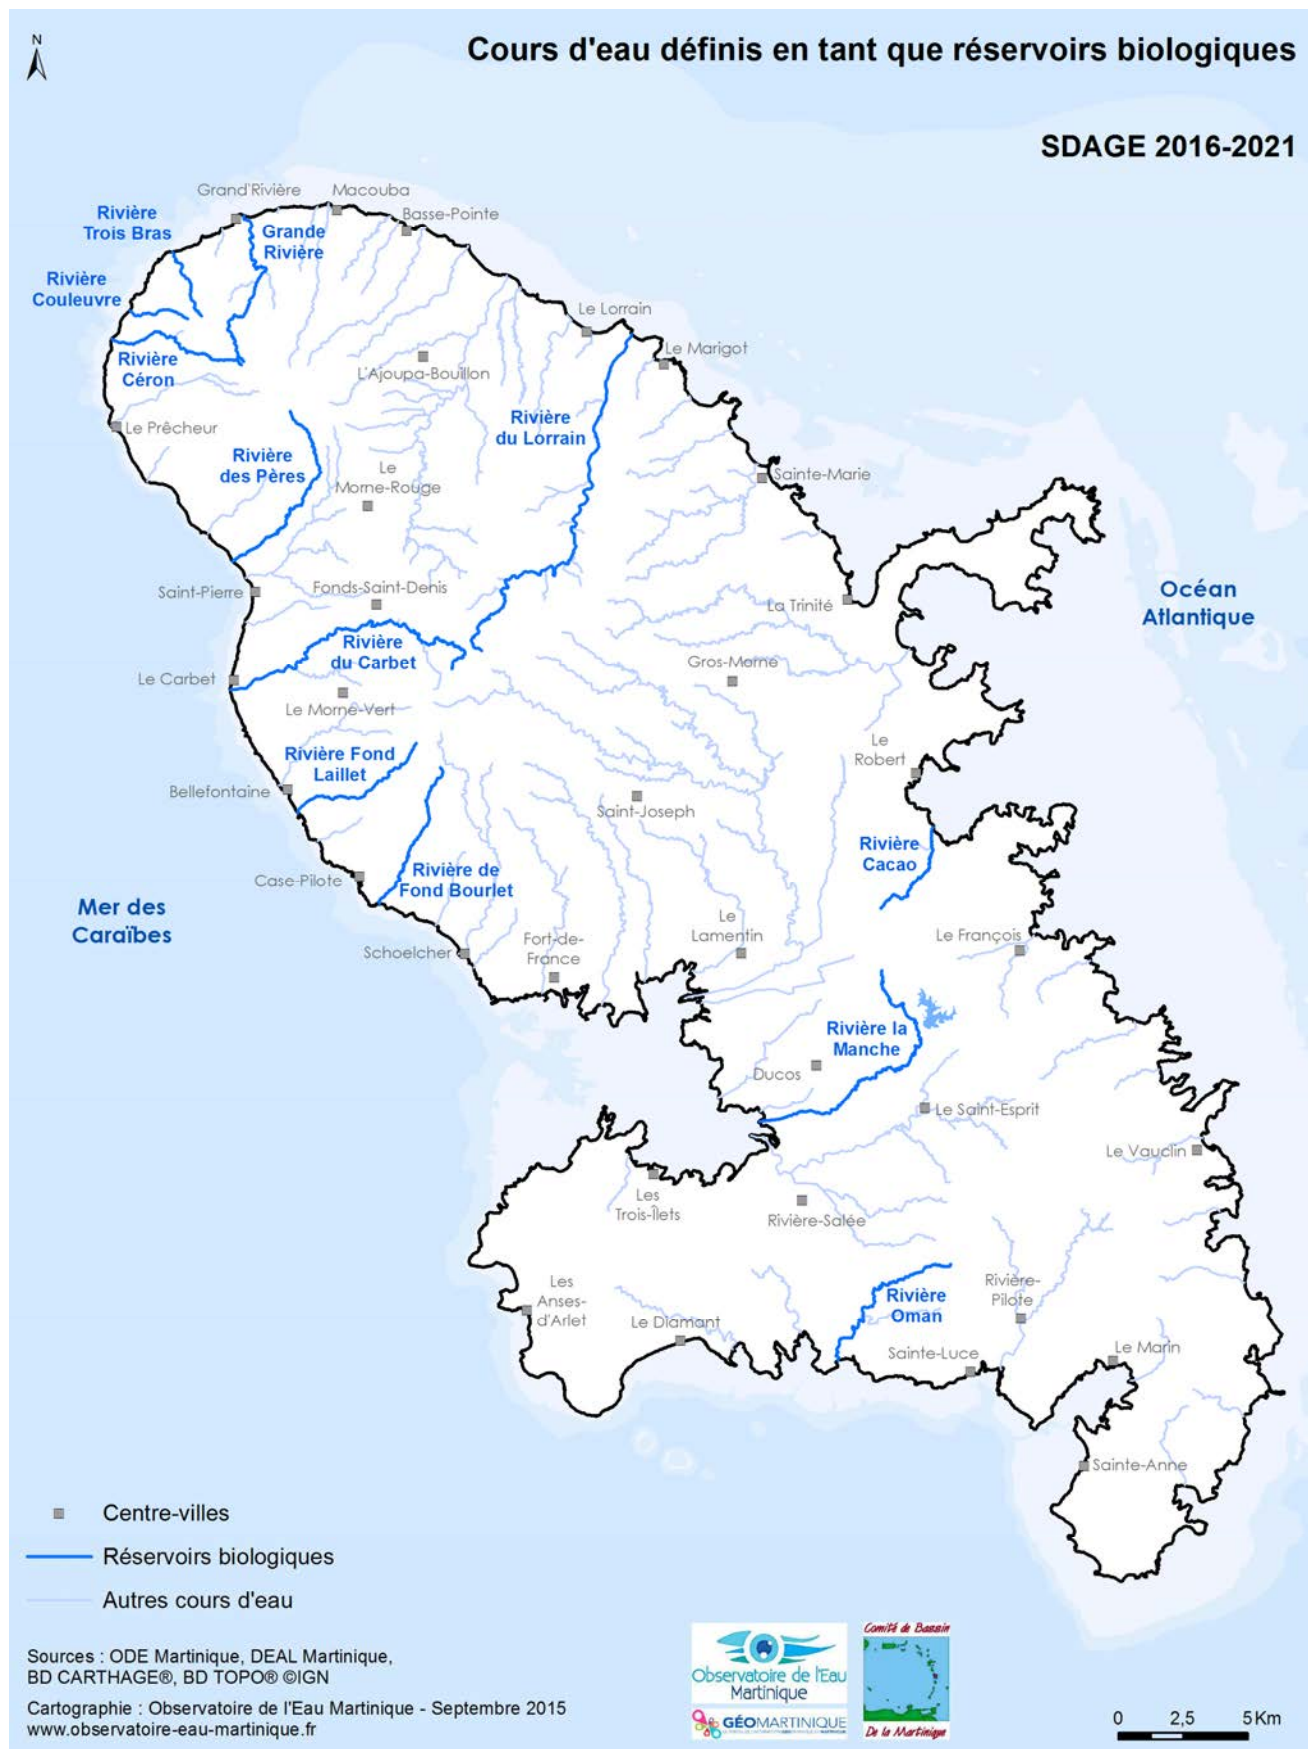 N
Cours d'eau définis en tant que réservoirs biologiques
SDAGE 2016-2021
Grand'Rivière
Macouba
Basse-Pointe
Rivière
Trois Bras
Grande
Rivière
Rivière
Couleuvre
Rivière
Céron
Le Lorrain
Le Marigot
L'Ajoupa-Bouillon
Rivière
du Lorrain
Le Prêcheur
Rivière
des Pères
Le
Morne-Rouge
Sainte-Marie
Saint-Pierre
Fonds-Saint-Denis
La Trinité
Océan
Atlantique
Rivière
du Carbet
Le Carbet
Gros-Morne
Le Morne-Vert
Rivière Fond
Laillet
Le
Robert
Bellefontaine
Saint-Joseph
Rivière
Cacao
Case-Pilote
Rivière de
Fond Bourlet
Mer des
Caraïbes
Le
Lamentin
Le François
Schoelcher
Fort-de-
France
Rivière la
Manche
Ducos
Le Saint-Esprit
Le Vauclin
Les
Trois-Îlets
Rivière-Salée
Les
Anses-
d'Arlet
Le Diamant
Rivière
Oman
Rivière-
Pilote
Sainte-Luce
Le Marin
Sainte-Anne
Centre-villes
Réservoirs biologiques
Autres cours d'eau
Sources : ODE Martinique, DEAL Martinique,
BD CARTHAGE®, BD TOPO® ©IGN
Cartographie : Observatoire de l'Eau Martinique - Septembre 2015
www.observatoire-eau-martinique.fr
Observatoire de l'Eau
Martinique
GÉOMARTINIQUE
Comité de Bassin
De la Martinique
0 2,5 5 Km